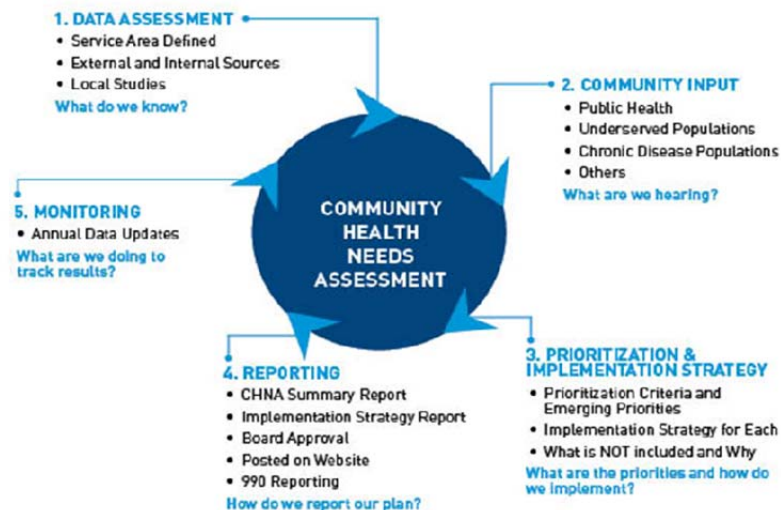 1. DATA ASSESSMENT
• Service Area Defined
• External and Internal Sources
• Local Studies
What do we know?
2. COMMUNITY INPUT
• Public Health
• Underserved Populations
• Chronic Disease Populations
• Others
What are we hearing?
COMMUNITY
HEALTH
NEEDS
ASSESSMENT
3. PRIORITIZATION &
IMPLEMENTATION STRATEGY
• Prioritization Criteria and
Emerging Priorities
• Implementation Strategy for Each
• What is NOT included and Why
What are the priorities and how do
we implement?
4. REPORTING
• CHNA Summary Report
• Implementation Strategy Report
• Board Approval
• Posted on Website
• 990 Reporting
How do we report our plan?
5. MONITORING
• Annual Data Updates
What are we doing to
track results?